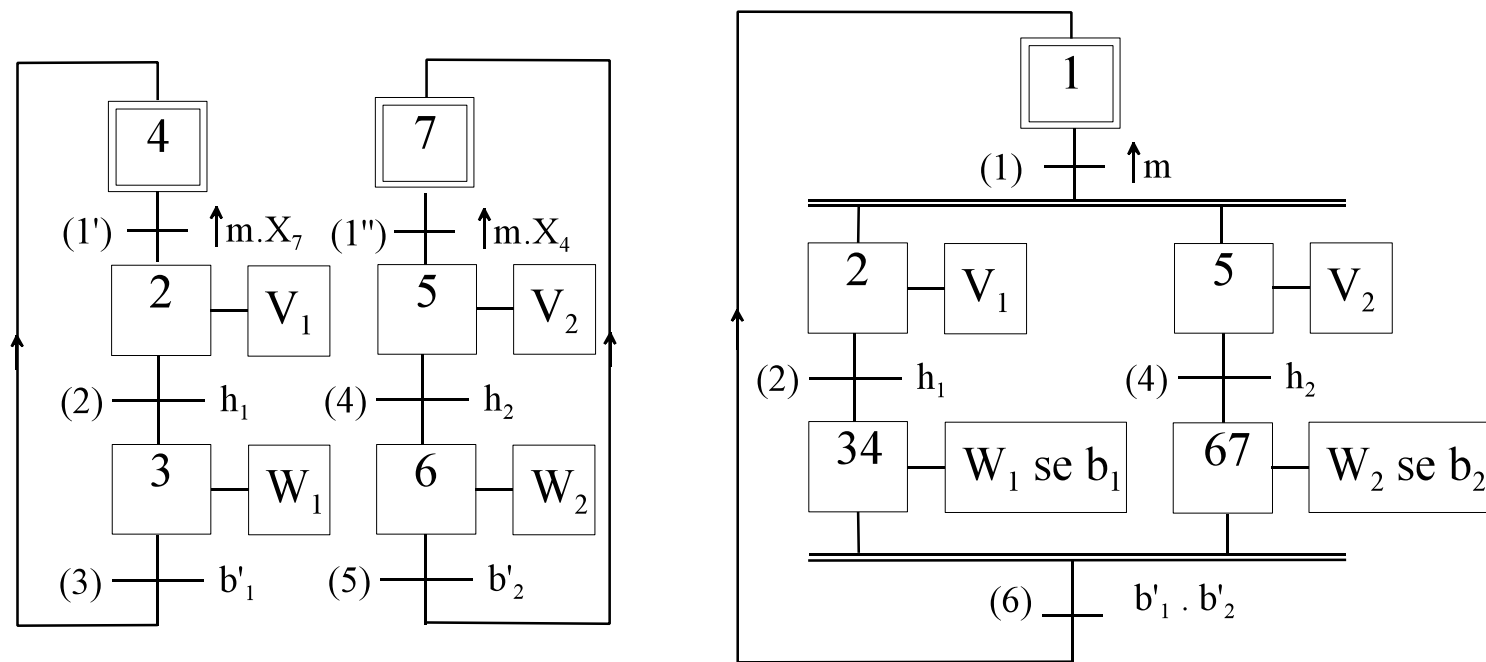 4
(1') ↑m.X₇
2 V₁
(2) h₁
3 W₁
(3) b'₁
7
(1'') ↑m.X₄
5 V₂
(4) h₂
6 W₂
(5) b'₂
1
(1) ↑m
2 V₁
(2) h₁
34 W₁ se b₁
5 V₂
(4) h₂
67 W₂ se b₂
(6) b'₁ . b'₂